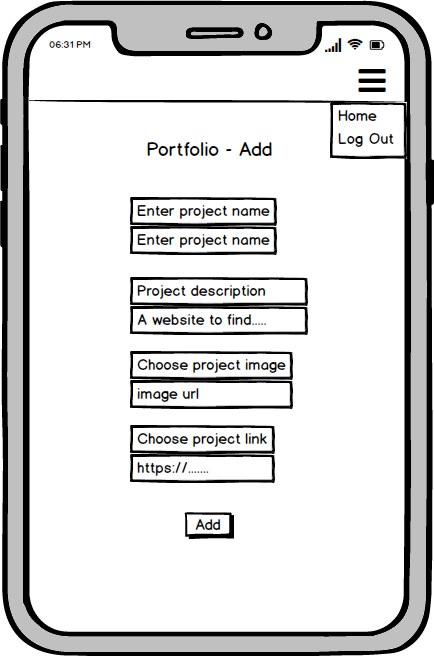 06:31 PM
Home
Log Out
Portfolio - Add
Enter project name
Enter project name
Project description
A website to find.....
Choose project image
image url
Choose project link
https://.......
Add